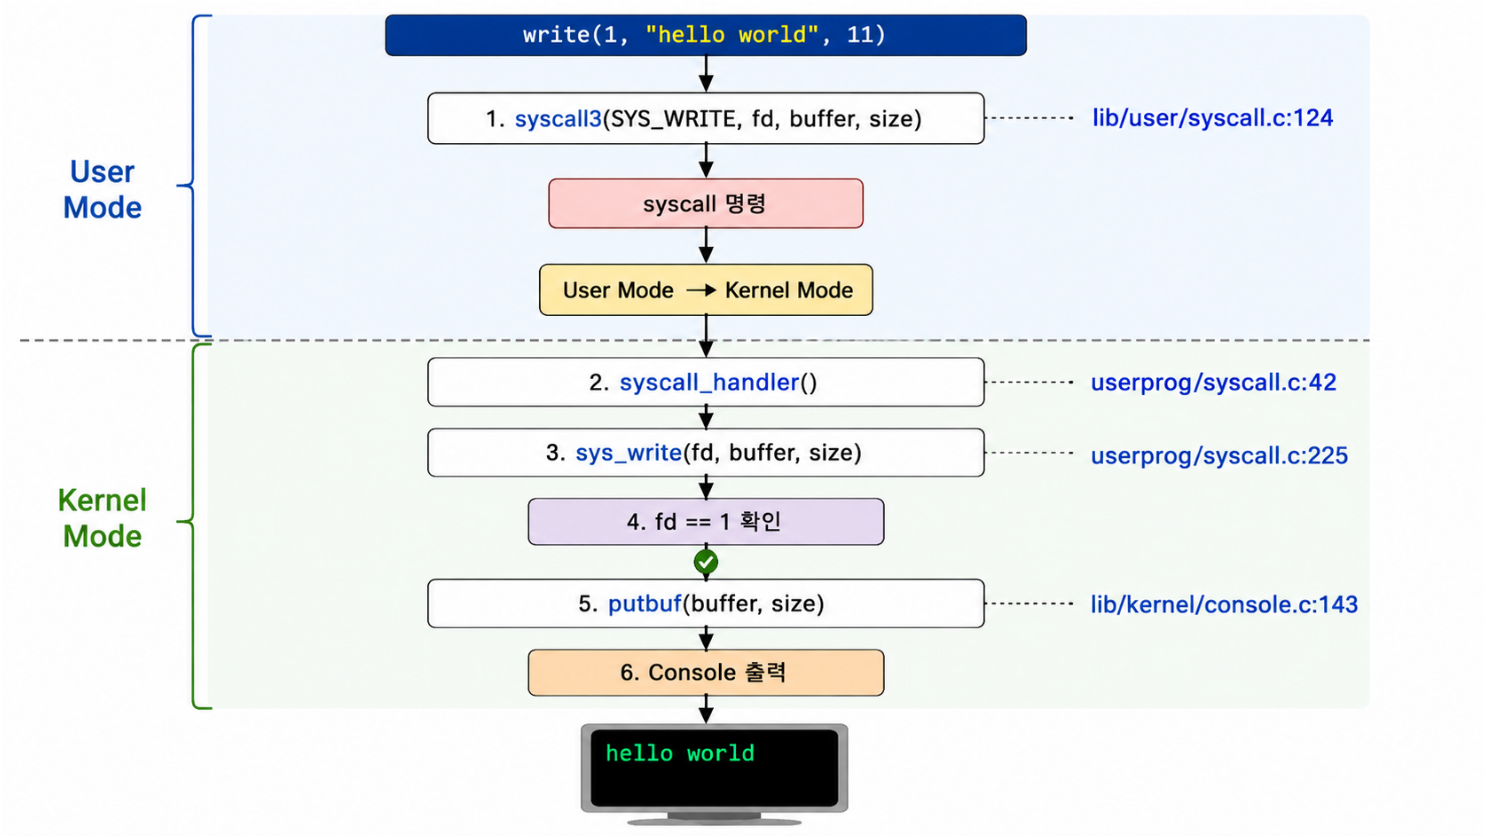 write(1, "hello world", 11)
1. syscall3(SYS_WRITE, fd, buffer, size)
lib/user/syscall.c:124
User
Mode
syscall 명령
User Mode → Kernel Mode
2. syscall_handler()
userprog/syscall.c:42
3. sys_write(fd, buffer, size)
userprog/syscall.c:225
Kernel
Mode
4. fd == 1 확인
5. putbuf(buffer, size)
lib/kernel/console.c:143
6. Console 출력
hello world